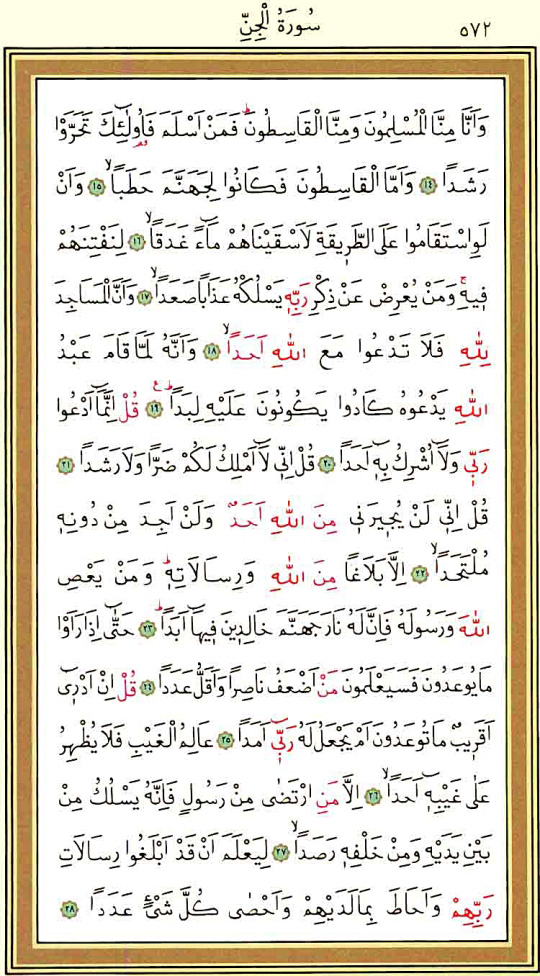 سُورَةُ الْجِنِّ ٥٧٢
وَاَنَّا مِنَّا الْمُسْلِمُونَ وَمِنَّا الْقَاسِطُونَۜ فَمَنْ اَسْلَمَ فَاُو۬لٰٓئِكَ تَحَرَّوْا
رَشَدًا ﴿١٤﴾ وَاَمَّا الْقَاسِطُونَ فَكَانُوا لِجَهَنَّمَ حَطَبًاۙ ﴿١٥﴾ وَاَنْ
لَوِ اسْتَقَامُوا عَلَى الطَّر۪يقَةِ لَاَسْقَيْنَاهُمْ مَٓاءً غَدَقًاۙ ﴿١٦﴾ لِنَفْتِنَهُمْ
ف۪يهِۚ وَمَنْ يُعْرِضْ عَنْ ذِكْرِ رَبِّه۪ يَسْلُكْهُ عَذَابًا صَعَدًاۙ ﴿١٧﴾ وَاَنَّ الْمَسَاجِدَ
لِلّٰهِ فَلَا تَدْعُوا مَعَ اللّٰهِ اَحَدًاۙ ﴿١٨﴾ وَاَنَّهُ لَمَّا قَامَ عَبْدُ
اللّٰهِ يَدْعُوهُ كَادُوا يَكُونُونَ عَلَيْهِ لِبَدًاۜ ﴿١٩﴾ قُلْ اِنَّمَٓا اَدْعُوا
رَبّ۪ي وَلَٓا اُشْرِكُ بِه۪ٓ اَحَدًا ﴿٢٠﴾ قُلْ اِنّ۪ي لَٓا اَمْلِكُ لَكُمْ ضَرًّا وَلَا رَشَدًا ﴿٢١﴾
قُلْ اِنّ۪ي لَنْ يُج۪يرَن۪ي مِنَ اللّٰهِ اَحَدٌ وَلَنْ اَجِدَ مِنْ دُونِه۪
مُلْتَحَدًاۙ ﴿٢٢﴾ اِلَّا بَلَاغًا مِنَ اللّٰهِ وَرِسَالَاتِه۪ۜ وَمَنْ يَعْصِ
اللّٰهَ وَرَسُولَهُ فَاِنَّ لَهُ نَارَ جَهَنَّمَ خَالِد۪ينَ ف۪يهَٓا اَبَدًاۜ ﴿٢٣﴾ حَتّٰٓى اِذَا رَاَوْا
مَا يُوعَدُونَ فَسَيَعْلَمُونَ مَنْ اَضْعَفُ نَاصِرًا وَاَقَلُّ عَدَدًا ﴿٢٤﴾ قُلْ اِنْ اَدْر۪ٓي
اَقَر۪يبٌ مَا تُوعَدُونَ اَمْ يَجْعَلُ لَهُ رَبّ۪ٓي اَمَدًا ﴿٢٥﴾ عَالِمُ الْغَيْبِ فَلَا يُظْهِرُ
عَلٰى غَيْبِه۪ٓ اَحَدًاۙ ﴿٢٦﴾ اِلَّا مَنِ ارْتَضٰى مِنْ رَسُولٍ فَاِنَّهُ يَسْلُكُ مِنْ
بَيْنِ يَدَيْهِ وَمِنْ خَلْفِه۪ رَصَدًاۙ ﴿٢٧﴾ لِيَعْلَمَ اَنْ قَدْ اَبْلَغُوا رِسَالَاتِ
رَبِّهِمْ وَاَحَاطَ بِمَا لَدَيْهِمْ وَاَحْصٰى كُلَّ شَيْءٍ عَدَدًا ﴿٢٨﴾